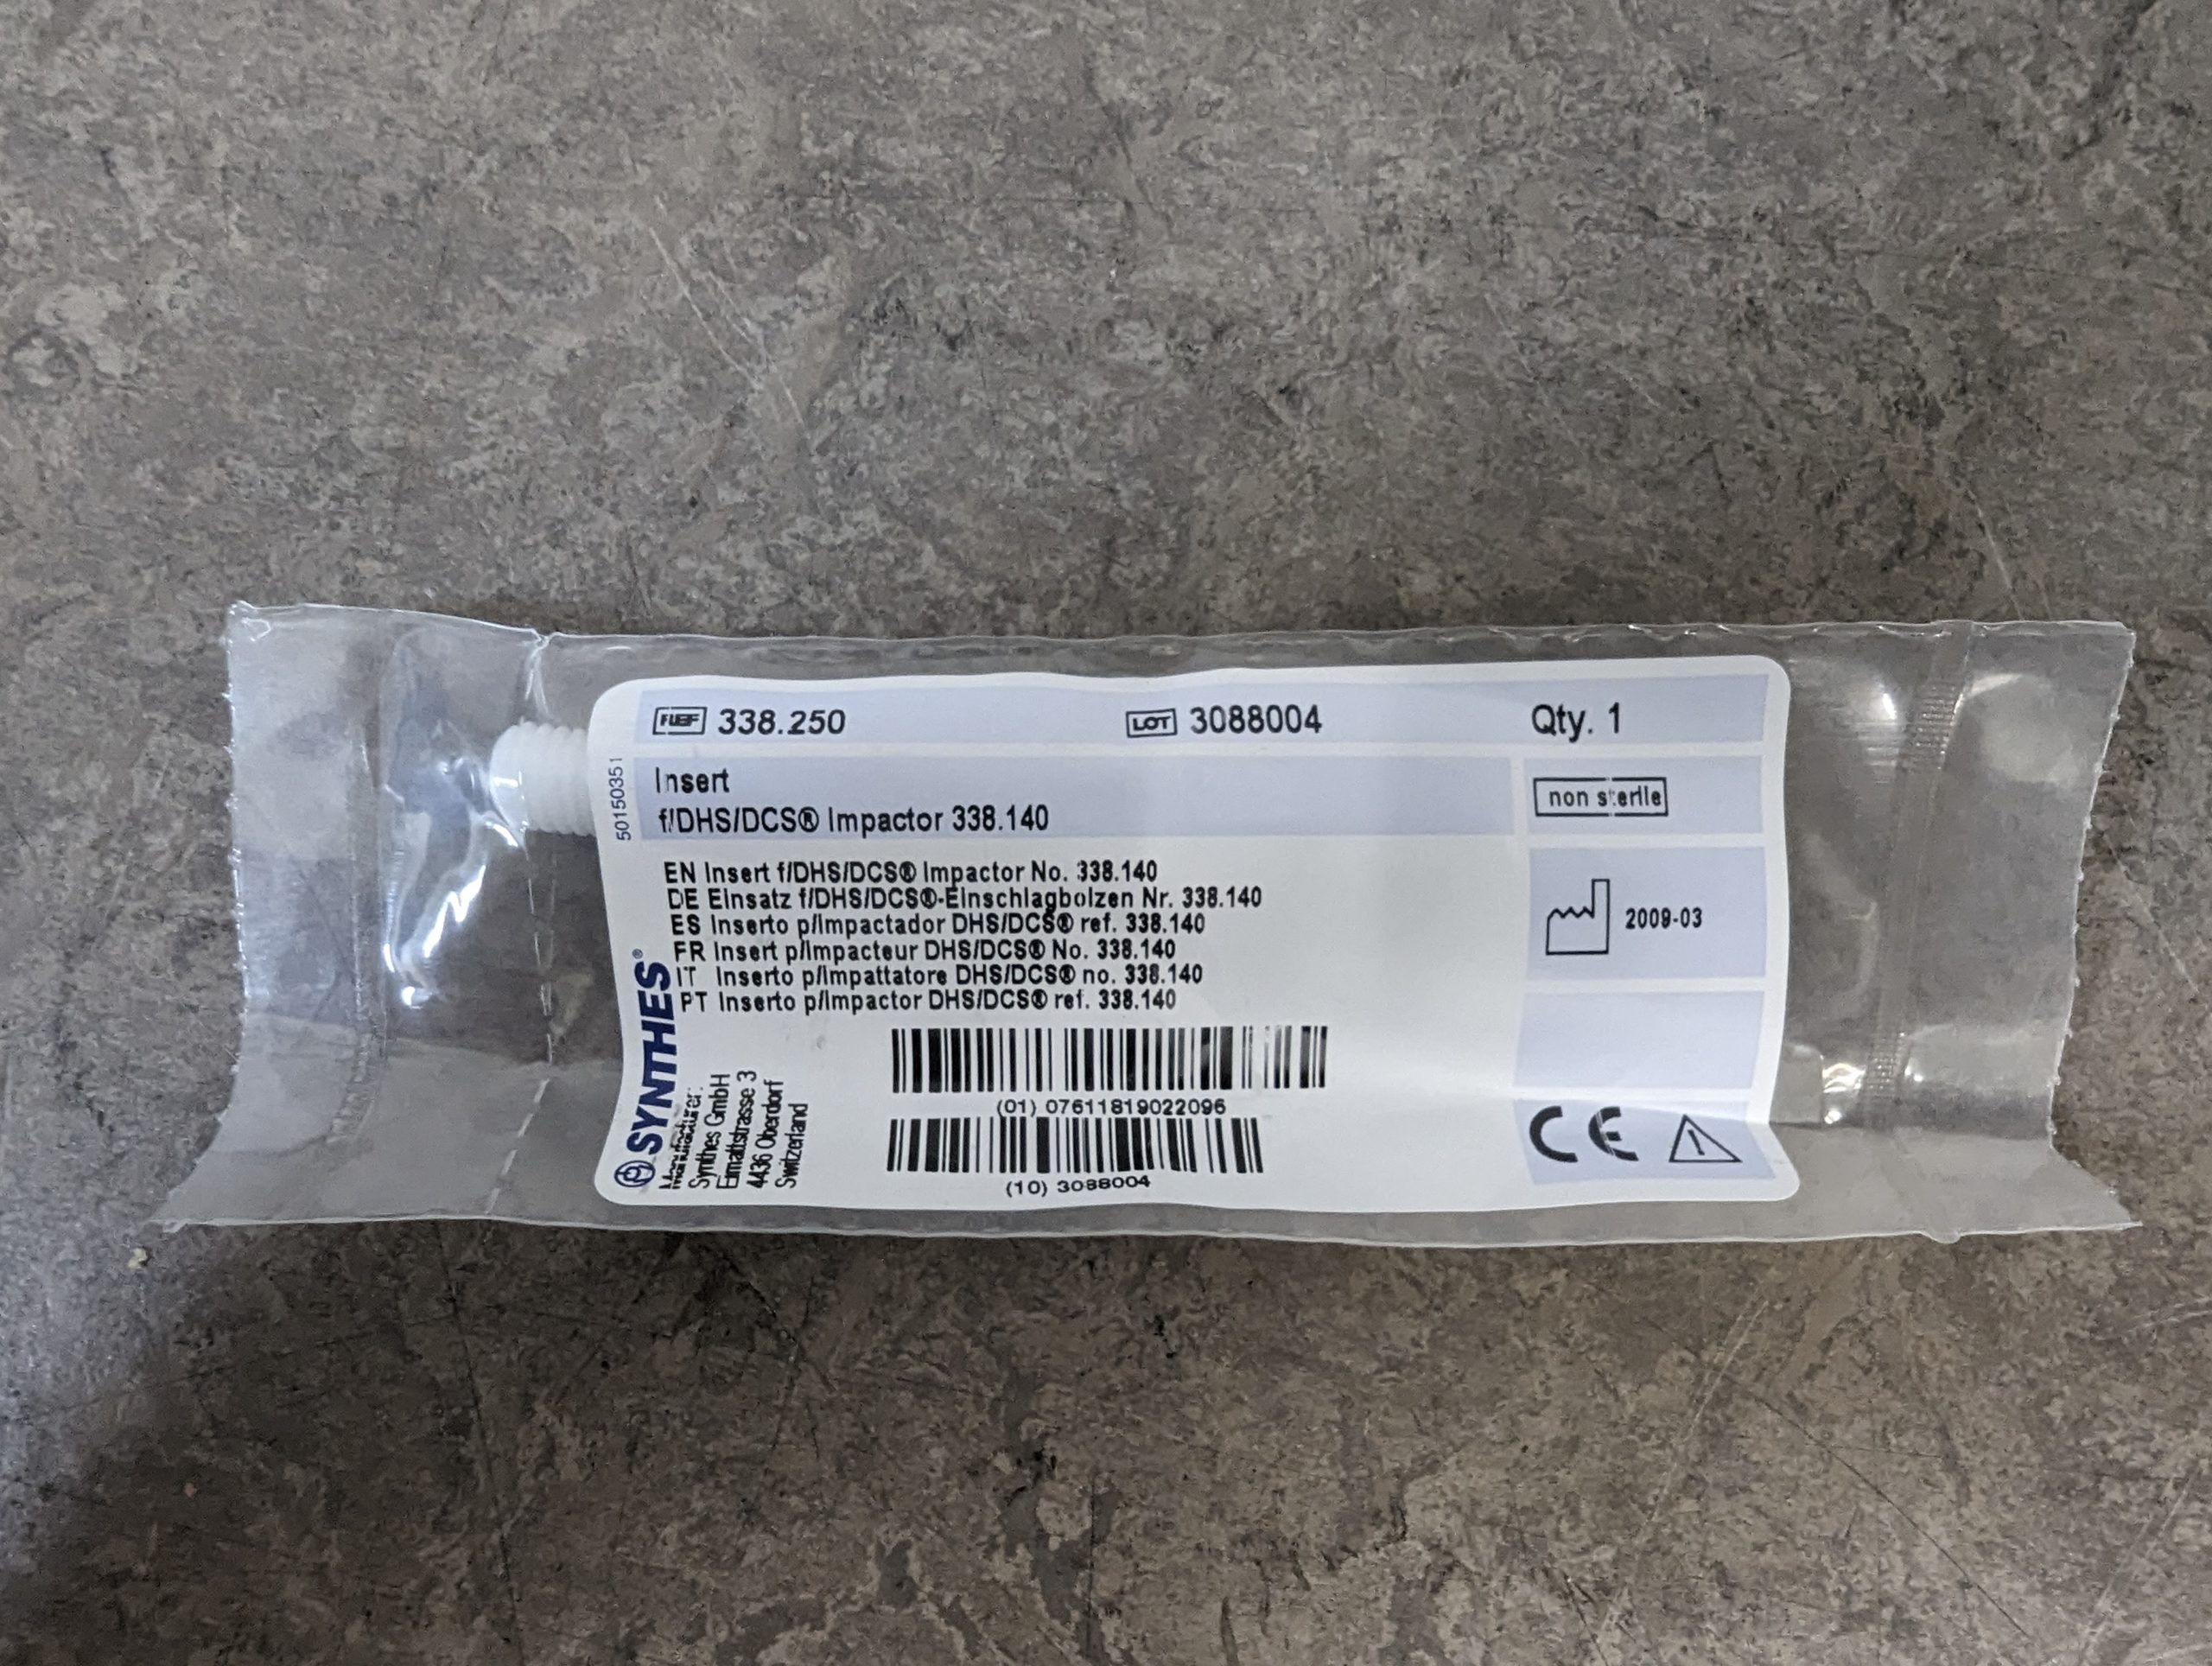 REF 338.250 LOT 3088004 Qty. 1
Insert
f/DHS/DCS® Impactor 338.140
non sterile
50150351
EN Insert f/DHS/DCS® Impactor No. 338.140
DE Einsatz f/DHS/DCS®-Einschlagbolzen Nr. 338.140
ES Inserto p/Impactador DHS/DCS® ref. 338.140
FR Insert p/Impacteur DHS/DCS® No. 338.140
IT Inserto p/Impattatore DHS/DCS® no. 338.140
PT Inserto p/Impactor DHS/DCS® ref. 338.140
2009-03
SYNTHES®
Manufacturer:
Synthes GmbH
Eimattstrasse 3
4436 Oberdorf
Switzerland
(01) 07611819022096
(10) 3088004
CE